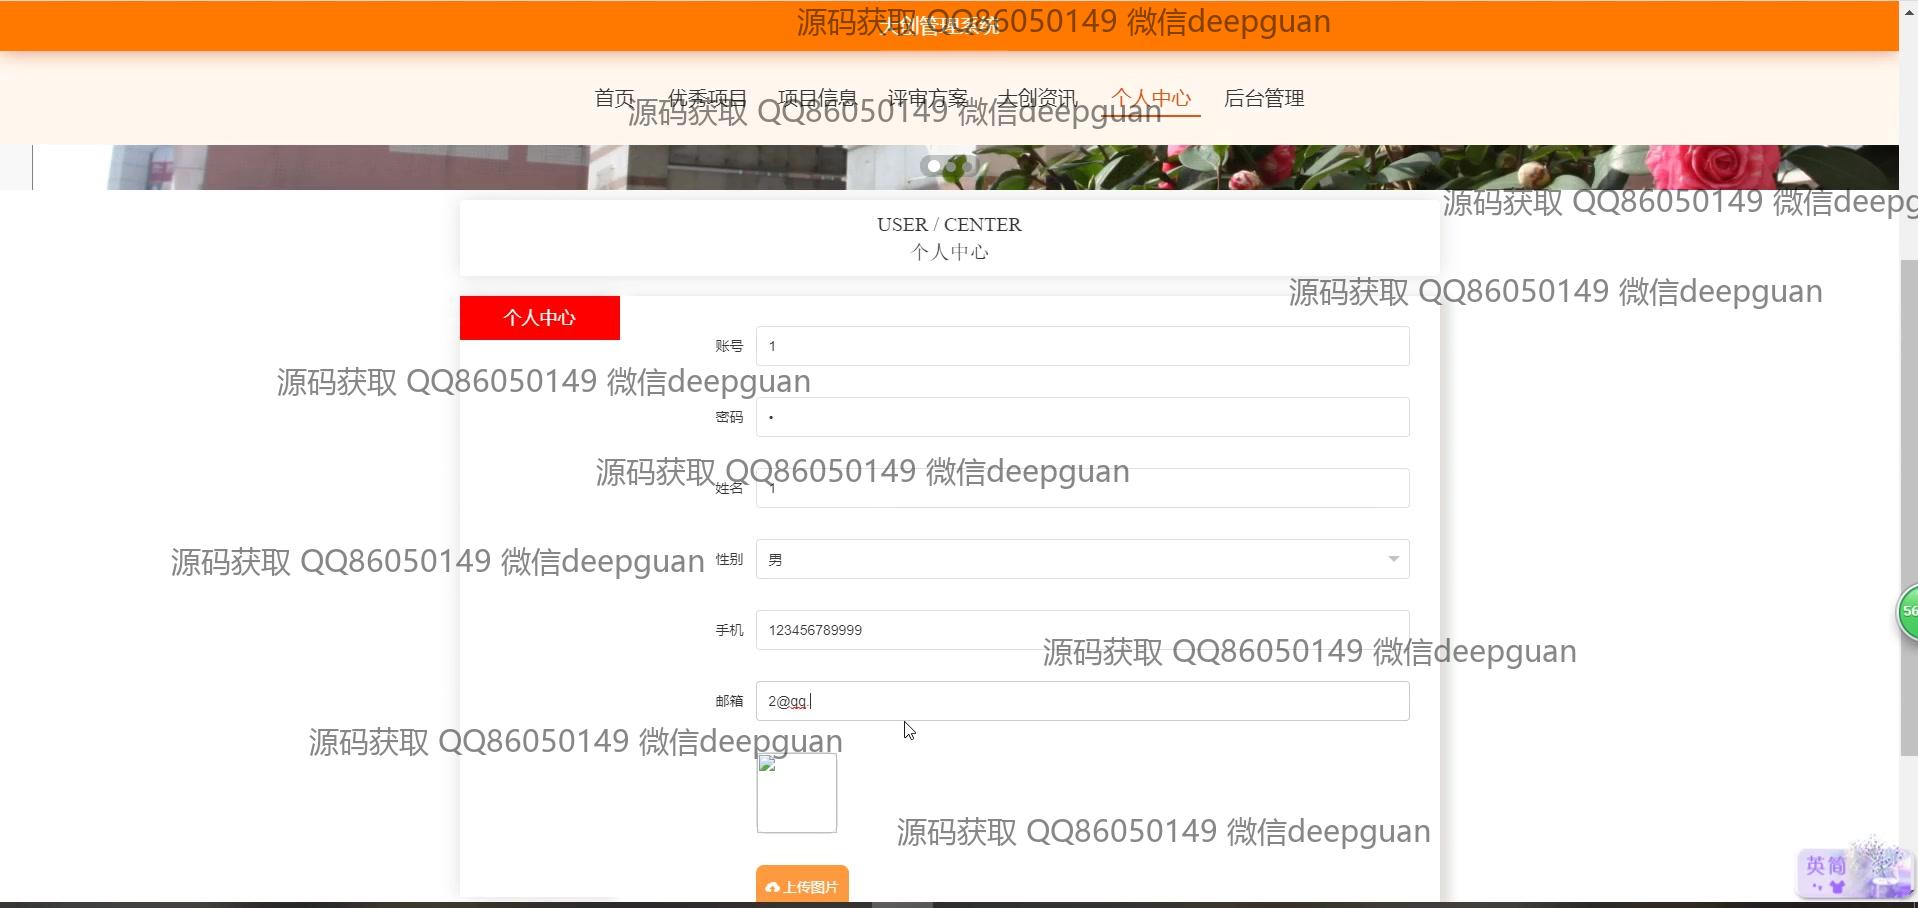 大创管理系统
源码获取 QQ86050149 微信deepguan
首页 优秀项目 项目信息 评审方案 大创资讯 个人中心 后台管理
源码获取 QQ86050149 微信deepguan
源码获取 QQ86050149 微信deepg
USER / CENTER
个人中心
源码获取 QQ86050149 微信deepguan
个人中心
账号 1
源码获取 QQ86050149 微信deepguan
密码 •
源码获取 QQ86050149 微信deepguan
姓名 1
源码获取 QQ86050149 微信deepguan
性别 男
56
手机 123456789999
源码获取 QQ86050149 微信deepguan
邮箱 2@qq.
源码获取 QQ86050149 微信deepguan
源码获取 QQ86050149 微信deepguan
英简
上传图片